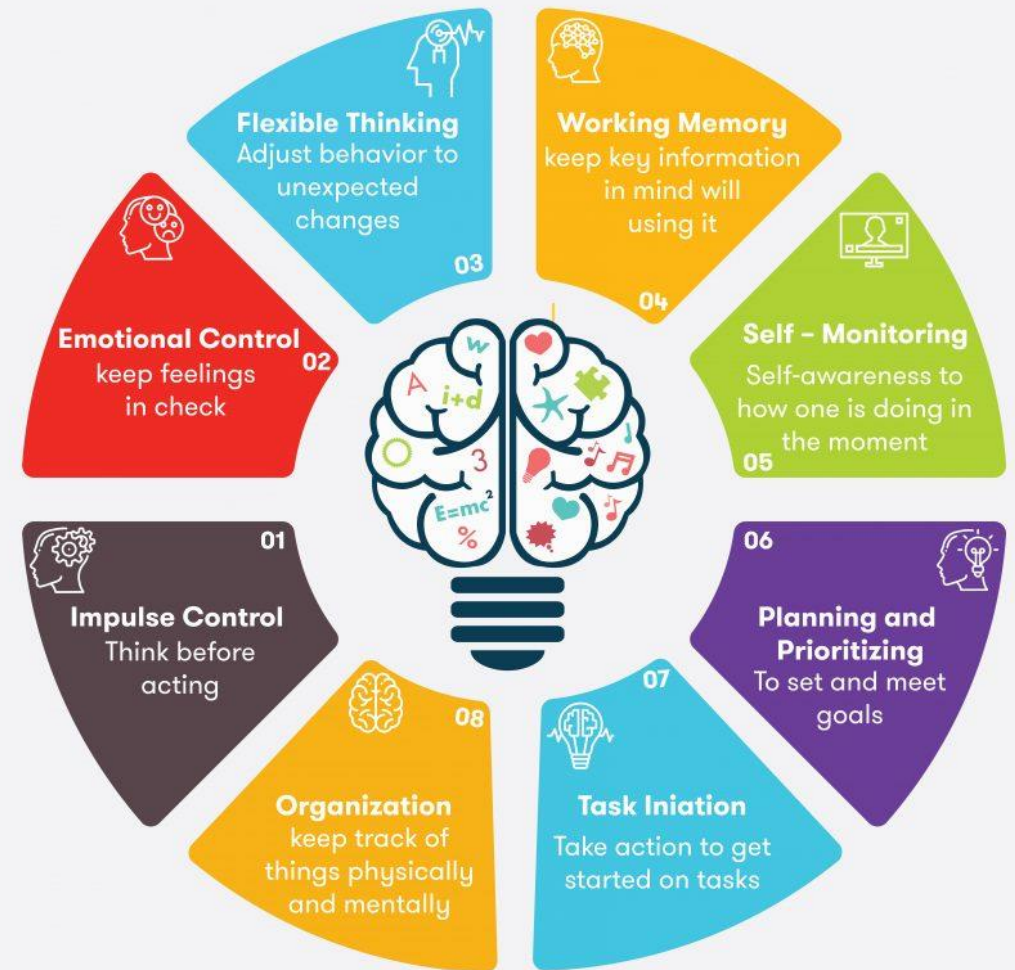 01
Impulse Control
Think before
acting
02
Emotional Control
keep feelings
in check
03
Flexible Thinking
Adjust behavior to
unexpected
changes
04
Working Memory
keep key information
in mind will
using it
05
Self – Monitoring
Self-awareness to
how one is doing in
the moment
06
Planning and
Prioritizing
To set and meet
goals
07
Task Iniation
Take action to get
started on tasks
08
Organization
keep track of
things physically
and mentally
w
A
i+d
3
E=mc²
%